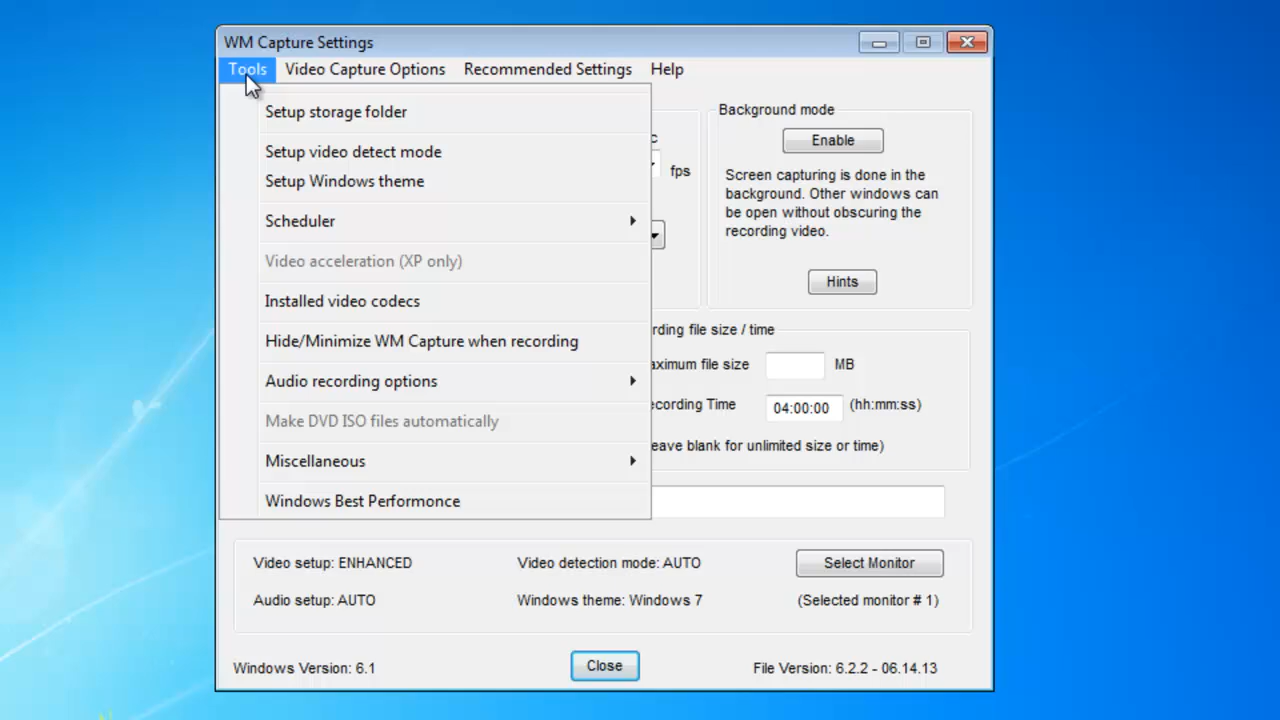 WM Capture Settings
Tools Video Capture Options Recommended Settings Help
Setup storage folder
Setup video detect mode
Setup Windows theme
Scheduler
Video acceleration (XP only)
Installed video codecs
Hide/Minimize WM Capture when recording
Audio recording options
Make DVD ISO files automatically
Miscellaneous
Windows Best Performonce
fps
Background mode
Enable
Screen capturing is done in the
background. Other windows can
be open without obscuring the
recording video.
Hints
rding file size / time
aximum file size MB
ecording Time 04:00:00 (hh:mm:ss)
eave blank for unlimited size or time)
Video setup: ENHANCED Video detection mode: AUTO Select Monitor
Audio setup: AUTO Windows theme: Windows 7 (Selected monitor # 1)
Windows Version: 6.1 Close File Version: 6.2.2 - 06.14.13